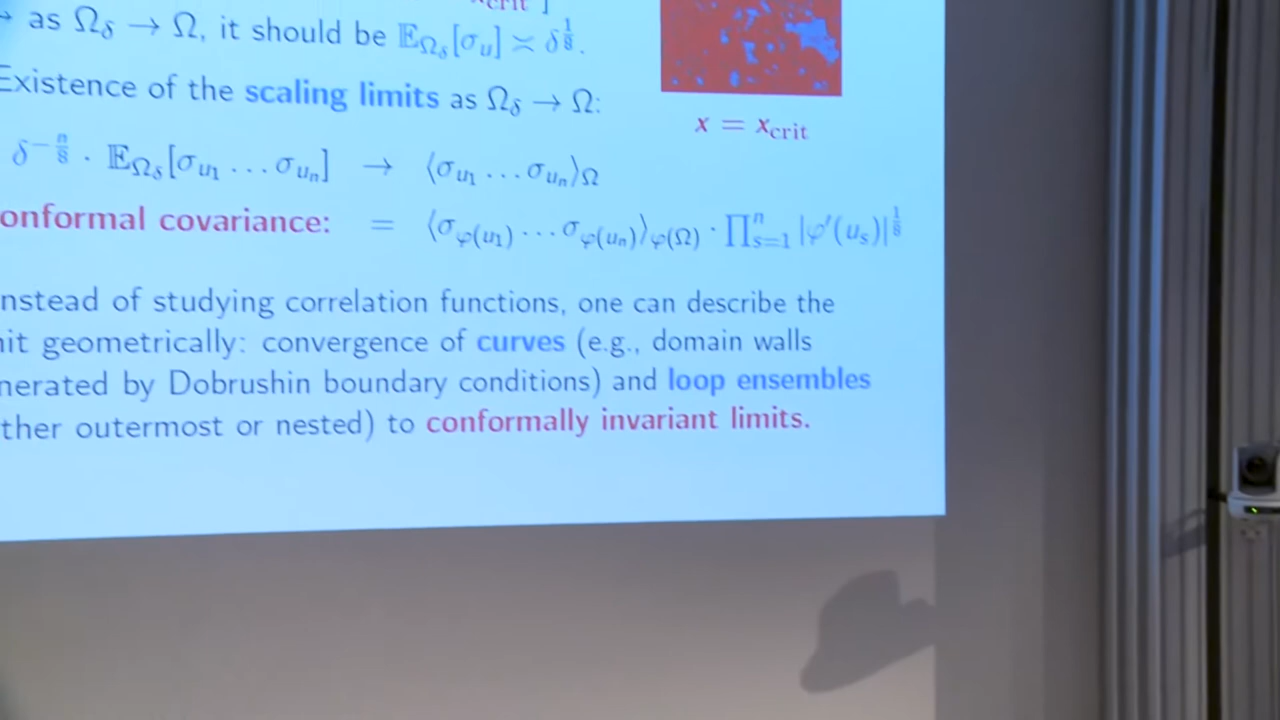 as Ω_δ → Ω, it should be 𝔼_{Ω_δ}[σ_u] ≍ δ^{1/8}.
Existence of the scaling limits as Ω_δ → Ω:
x = x_crit
δ^{-n/8} · 𝔼_{Ω_δ}[σ_{u_1} … σ_{u_n}] → ⟨σ_{u_1} … σ_{u_n}⟩_Ω
onformal covariance: = ⟨σ_{φ(u_1)} … σ_{φ(u_n)}⟩_{φ(Ω)} · ∏_{s=1}^n |φ′(u_s)|^{1/8}
nstead of studying correlation functions, one can describe the
it geometrically: convergence of curves (e.g., domain walls
nerated by Dobrushin boundary conditions) and loop ensembles
ther outermost or nested) to conformally invariant limits.